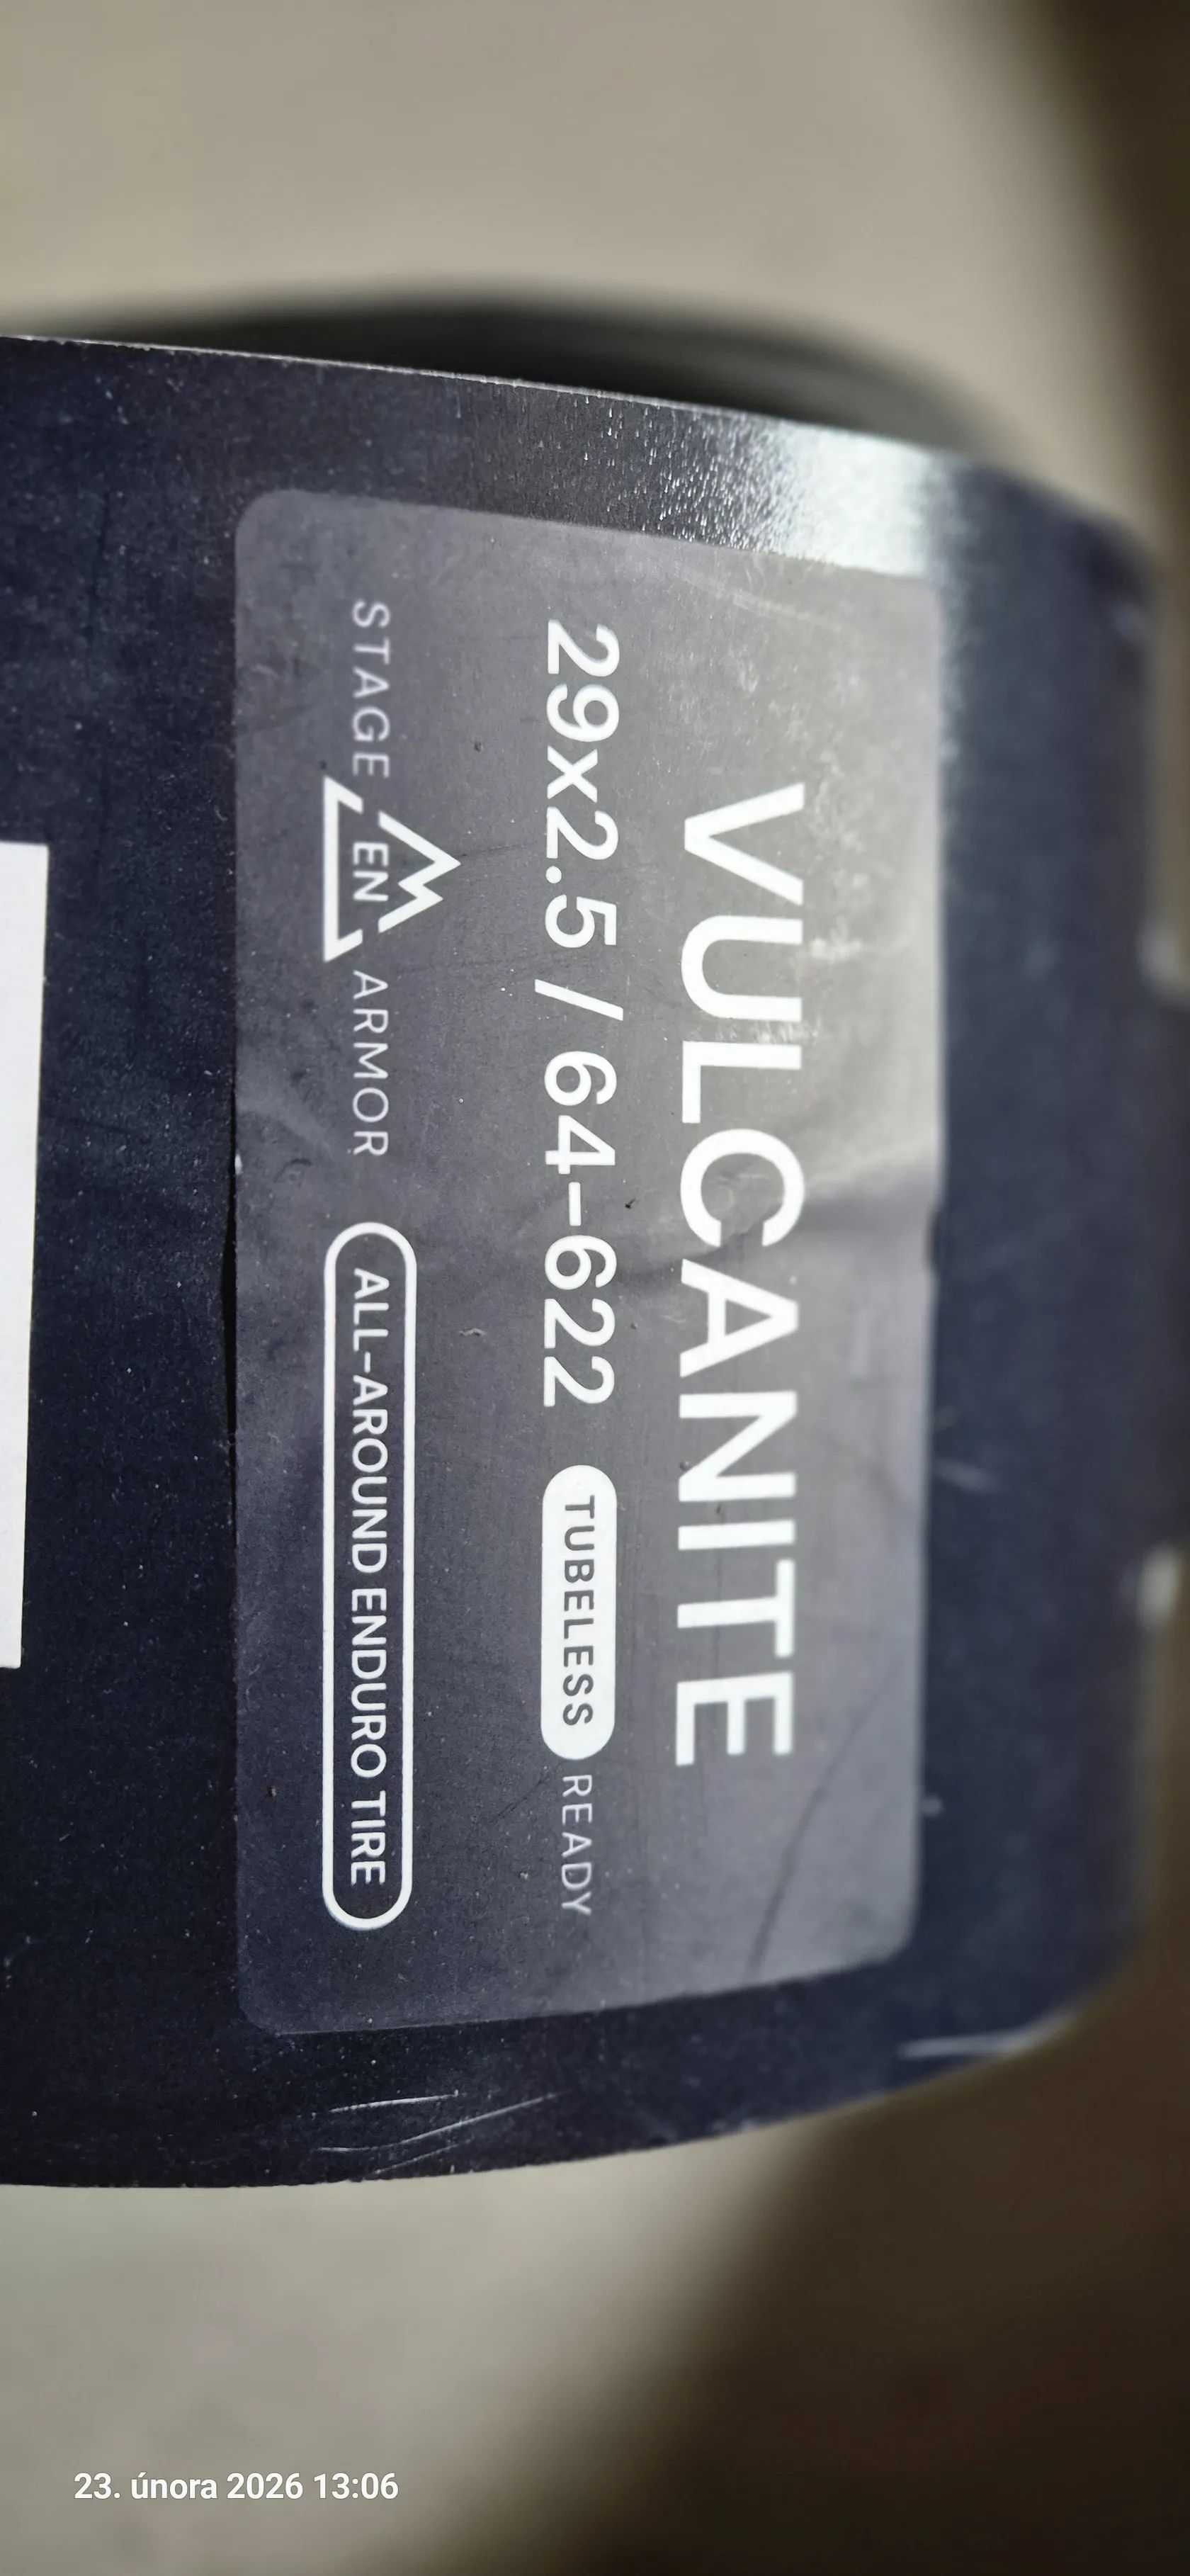 VULCANITE
29x2.5 / 64-622 TUBELESS READY
STAGE EN ARMOR ALL-AROUND ENDURO TIRE
23. února 2026 13:06